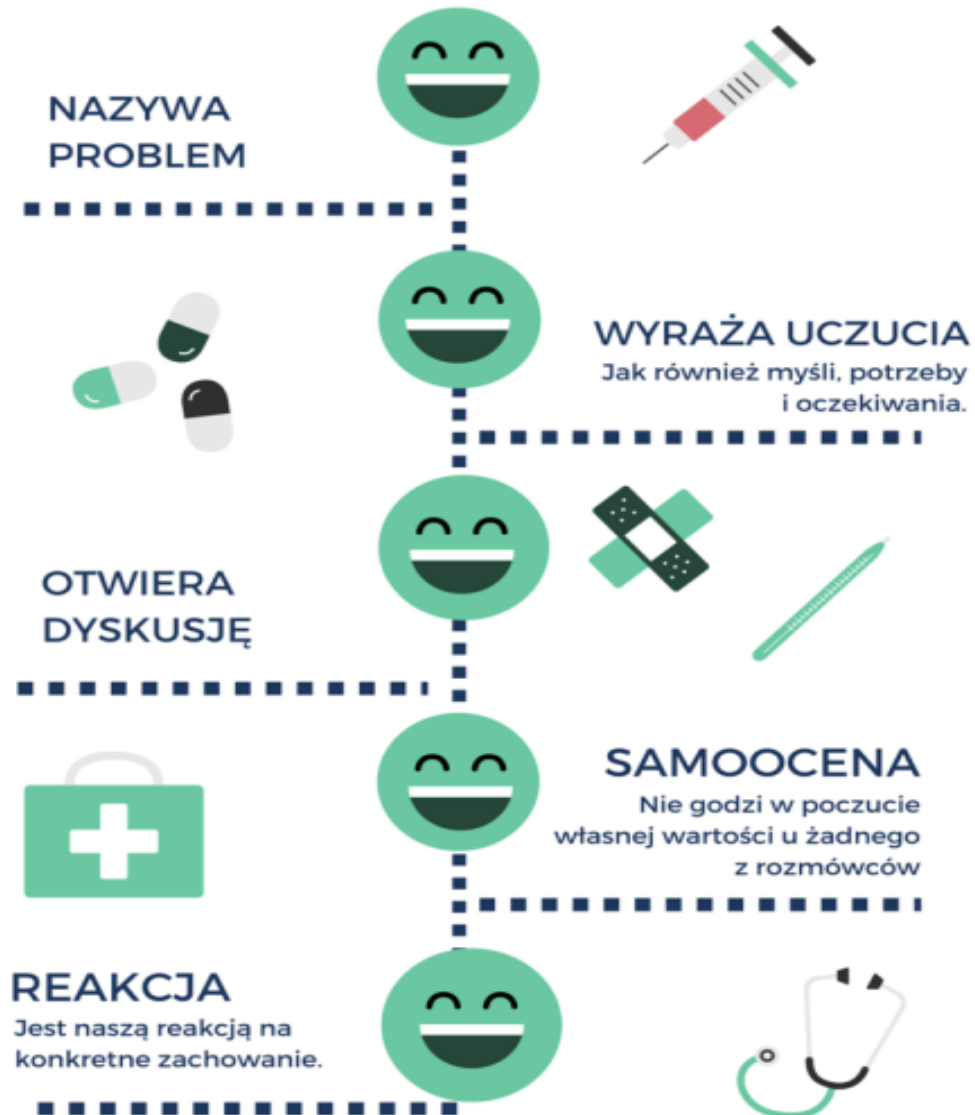 NAZYWA
PROBLEM
WYRAŻA UCZUCIA
Jak również myśli, potrzeby
i oczekiwania.
OTWIERA
DYSKUSJĘ
SAMOOCENA
Nie godzi w poczucie
własnej wartości u żadnego
z rozmówców
REAKCJA
Jest naszą reakcją na
konkretne zachowanie.